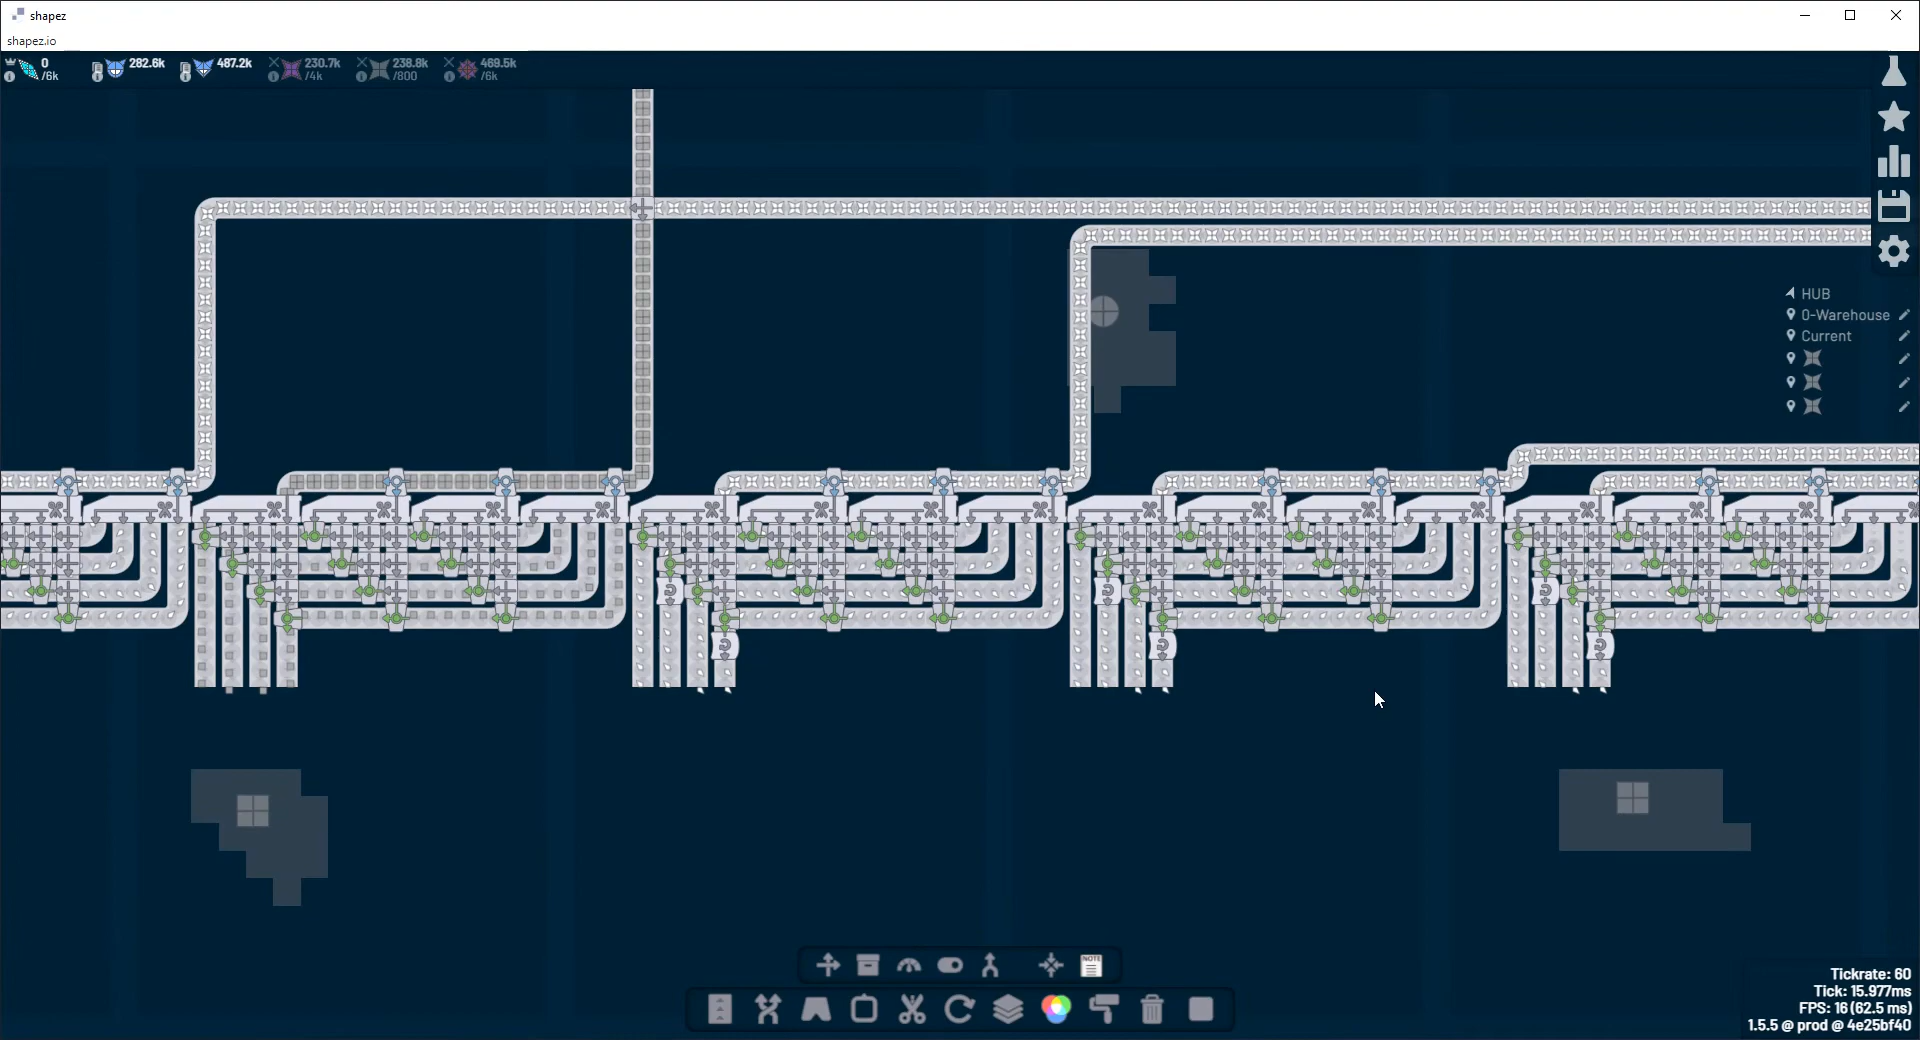 shapez
shapez.io
0
/6k
282.6k
487.2k
230.7k
/4k
238.8k
/800
469.5k
/6k
HUB
0-Warehouse
Current
NOTE
Tickrate: 60
Tick: 15.977ms
FPS: 16 (62.5 ms)
1.5.5 @ prod @ 4e25bf40